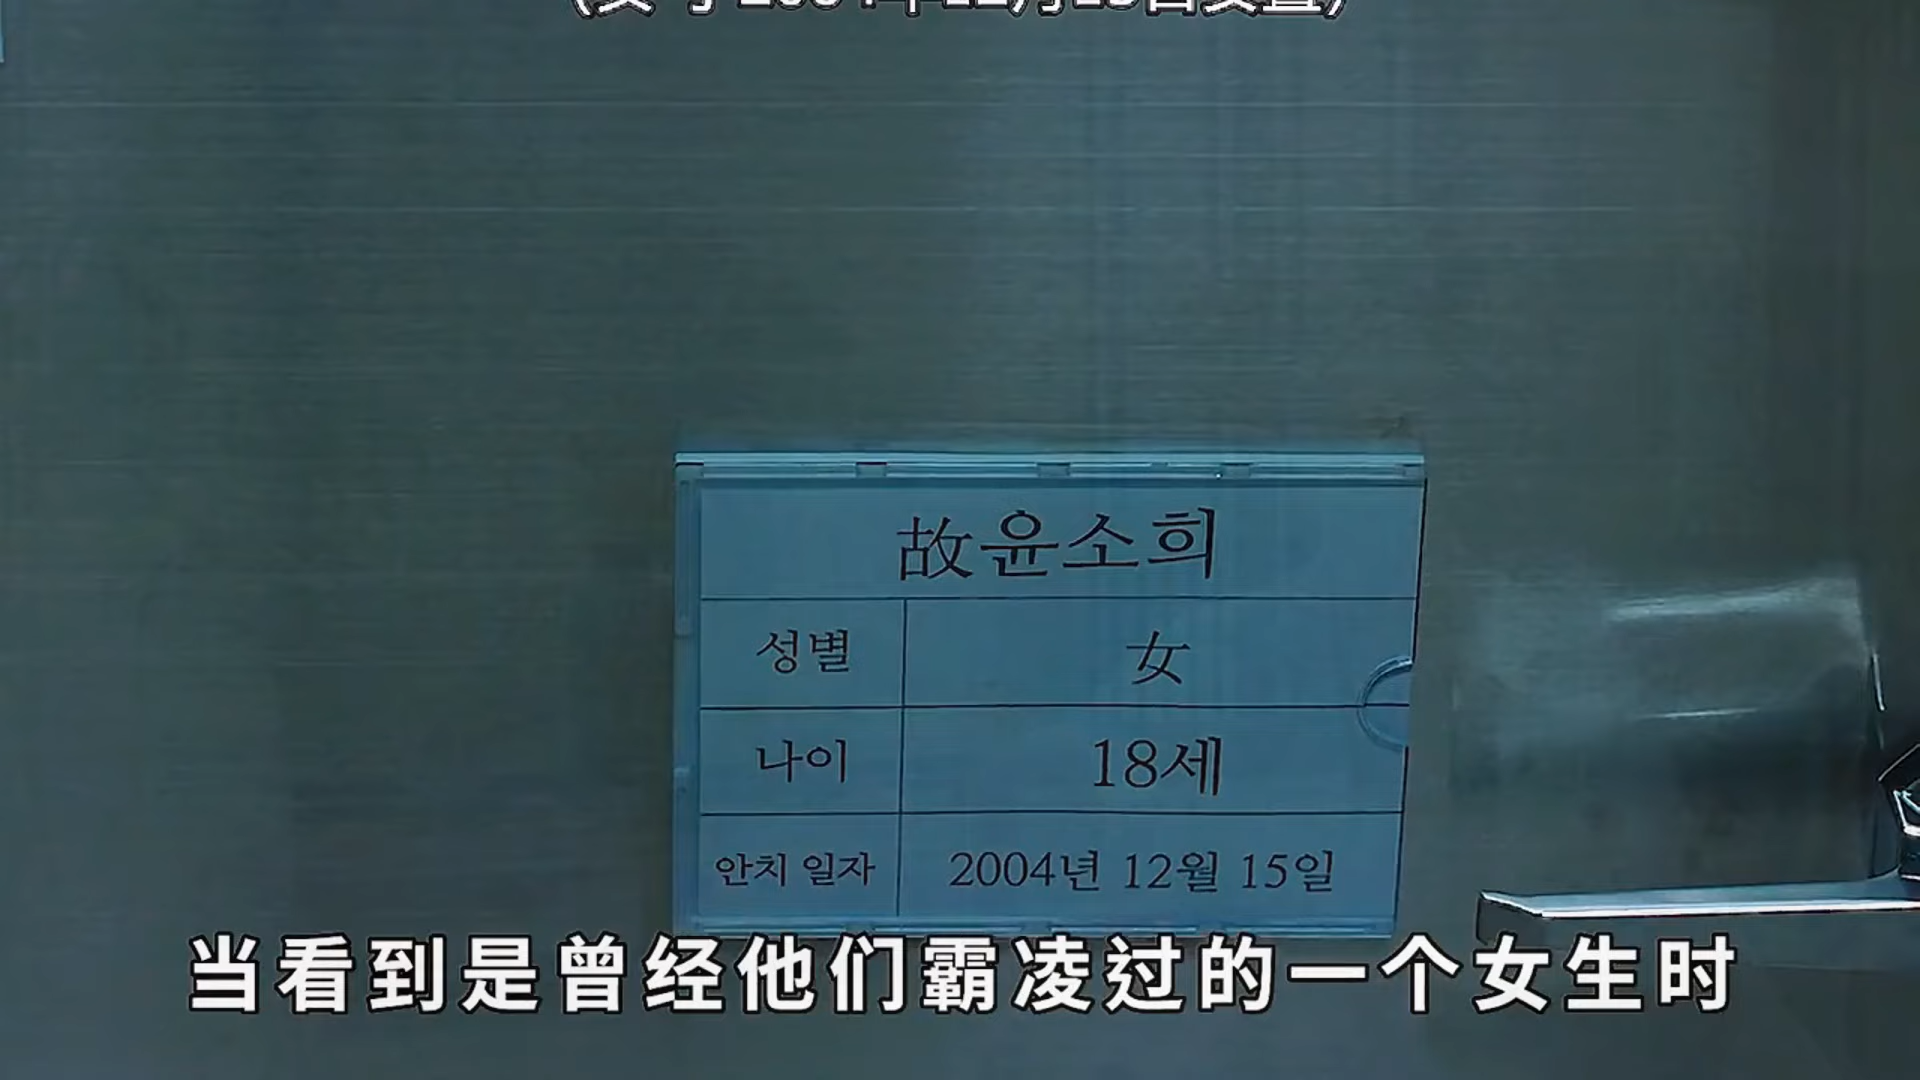 故윤소희
성별 女
나이 18세
안치 일자 2004년 12월 15일
当看到是曾经他们霸凌过的一个女生时